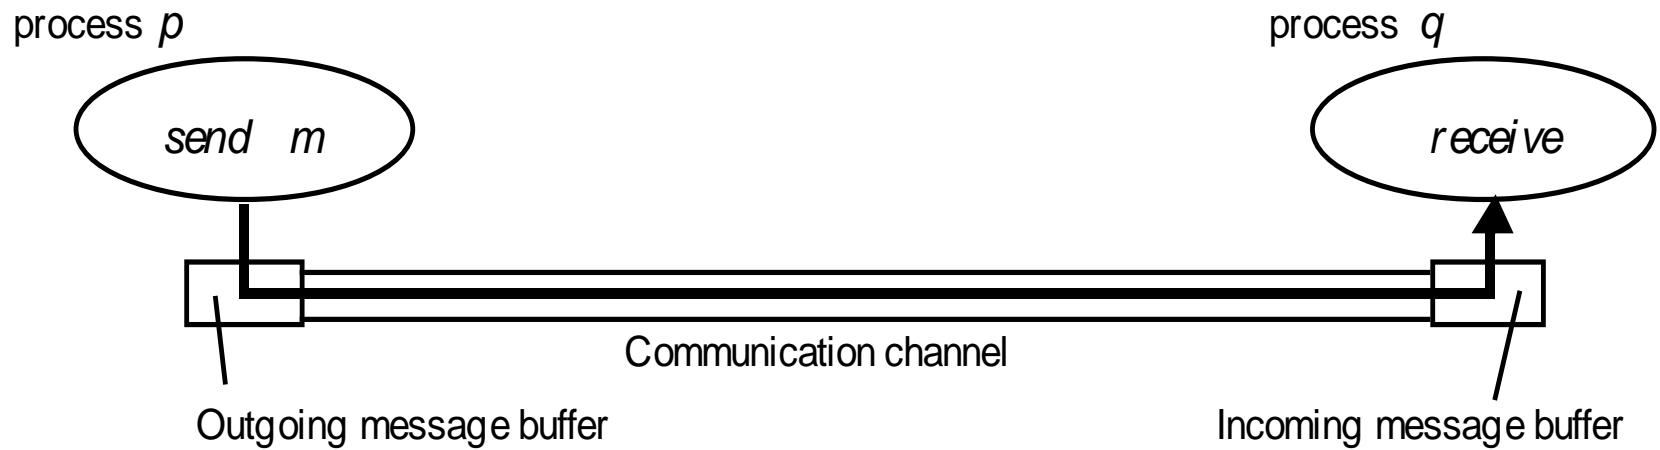 process p
process q
send m
receive
Communication channel
Outgoing message buffer
Incoming message buffer